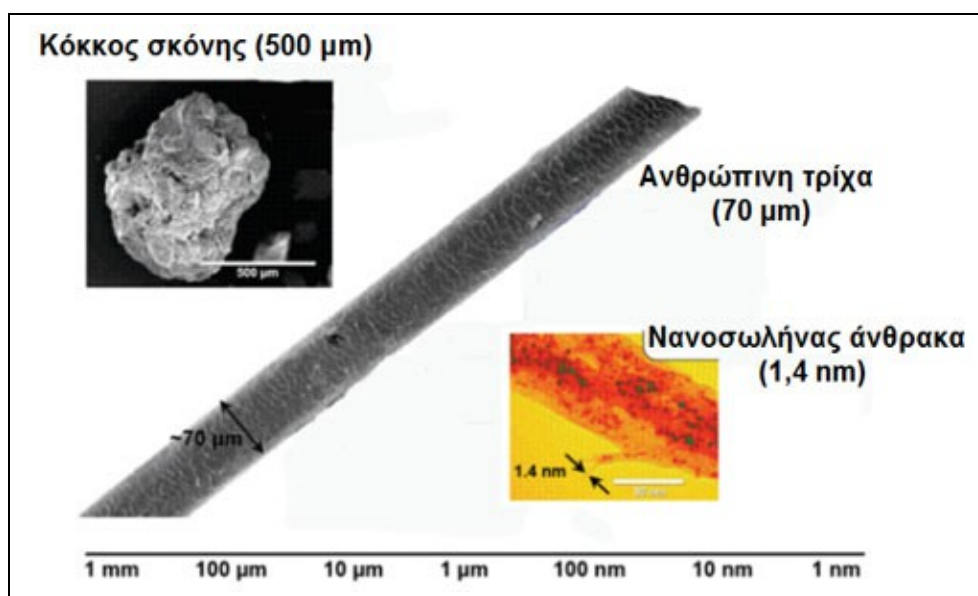 Κόκκος σκόνης (500 μm)
500 μm
Ανθρώπινη τρίχα
(70 μm)
Νανοσωλήνας άνθρακα
(1,4 nm)
~70 μm
1.4 nm
1 mm 100 μm 10 μm 1 μm 100 nm 10 nm 1 nm